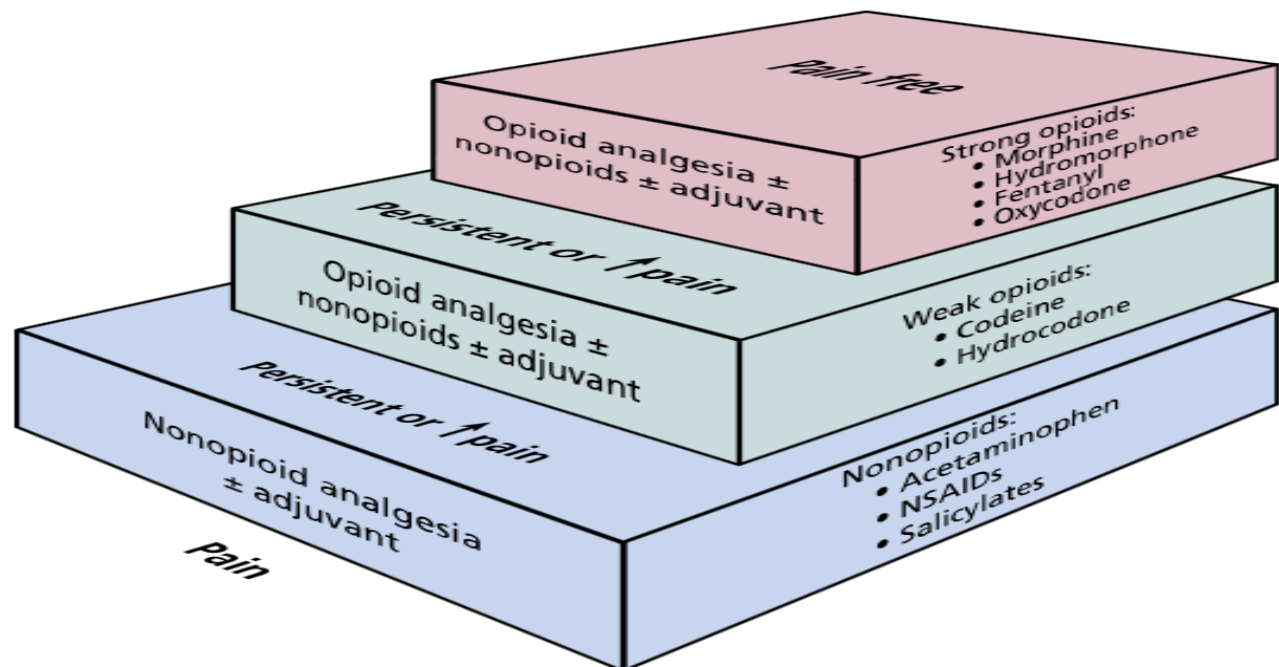 Pain free
Opioid analgesia ±
nonopioids ± adjuvant
Strong opioids:
• Morphine
• Hydromorphone
• Fentanyl
• Oxycodone
Persistent or ↑ pain
Opioid analgesia ±
nonopioids ± adjuvant
Weak opioids:
• Codeine
• Hydrocodone
Persistent or ↑ pain
Nonopioid analgesia
± adjuvant
Nonopioids:
• Acetaminophen
• NSAIDs
• Salicylates
Pain